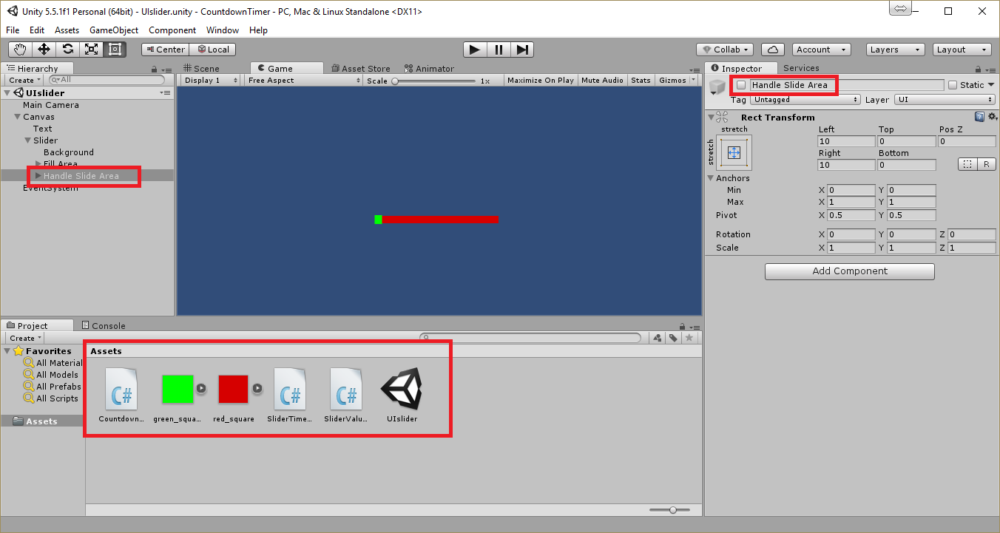 Unity 5.5.1f1 Personal (64bit) - UIslider.unity - CountdownTimer - PC, Mac & Linux Standalone <DX11>
File Edit Assets GameObject Component Window Help
Center Local Collab Account Layers Layout
Hierarchy Scene Game Asset Store Animator Inspector Services
Create All Display 1 Free Aspect Scale 1x Maximize On Play Mute Audio Stats Gizmos Handle Slide Area Static
UIslider Tag Untagged Layer UI
Main Camera
Canvas Rect Transform
Text stretch Left Top Pos Z
Slider stretch 10 0 0
Background Right Bottom
Fill Area 10 0 R
Handle Slide Area Anchors
EventSystem Min X 0 Y 0
Max X 1 Y 1
Pivot X 0.5 Y 0.5
Rotation X 0 Y 0 Z 0
Scale X 1 Y 1 Z 1
Add Component
Project Console
Create
Favorites Assets
All Material
All Models
All Prefabs
All Scripts
C# C# C#
Countdown... green_squa... red_square SliderTime... SliderValu... UIslider
Assets